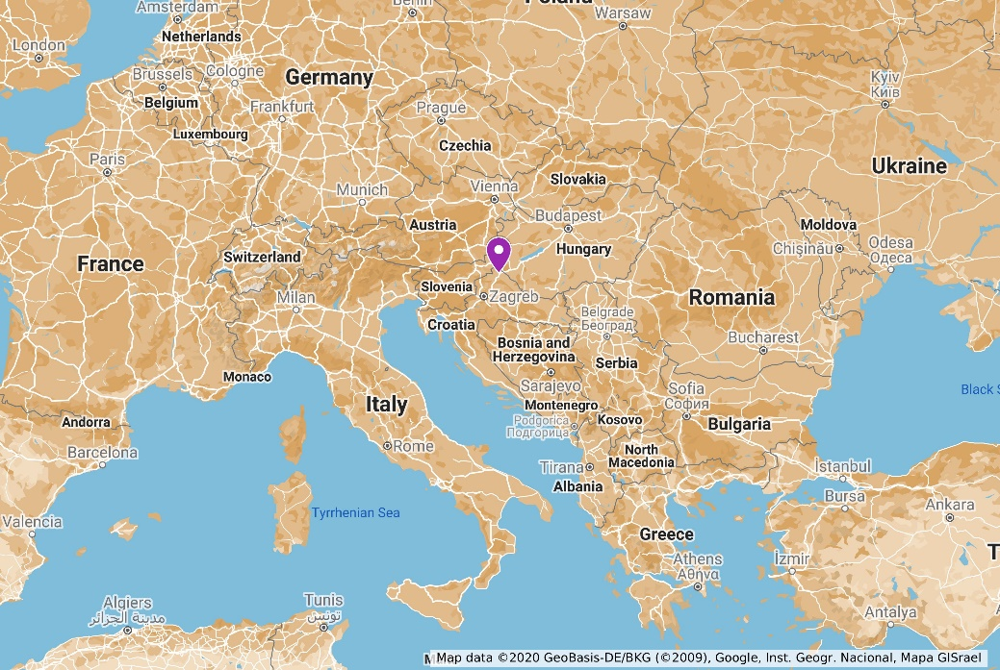 Amsterdam
Berlin
Poland
Warsaw
London
Netherlands
Brussels
Cologne
Germany
Kyiv
Київ
Belgium
Frankfurt
Prague
Luxembourg
Czechia
Paris
Ukraine
Munich
Vienna
Slovakia
Austria
Budapest
Moldova
Switzerland
Hungary
Chișinău
Odesa
Одеса
France
Slovenia
Milan
Zagreb
Romania
Croatia
Belgrade
Београд
Bucharest
Bosnia and
Herzegovina
Serbia
Monaco
Sarajevo
Sofia
София
Black S
Italy
Montenegro
Andorra
Podgorica
Подгорица
Kosovo
Bulgaria
Barcelona
Rome
North
Macedonia
Tirana
İstanbul
Albania
Bursa
Ankara
Valencia
Tyrrhenian Sea
Greece
T
Athens
Αθήνα
İzmir
Algiers
مدينة الجزائر
Tunis
تونس
Antalya
Map data ©2020 GeoBasis-DE/BKG (©2009), Google, Inst. Geogr. Nacional, Mapa GISrael